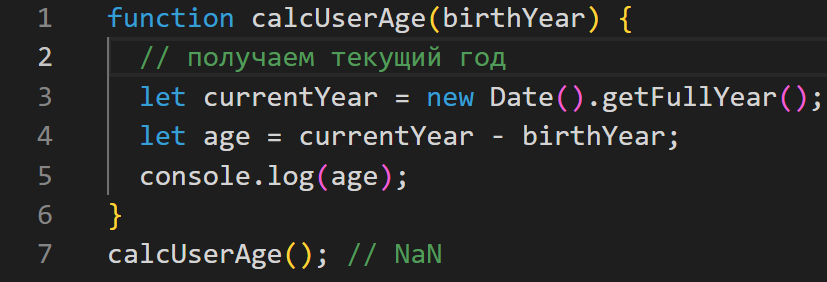 1 function calcUserAge(birthYear) {
2 // получаем текущий год
3 let currentYear = new Date().getFullYear();
4 let age = currentYear - birthYear;
5 console.log(age);
6 }
7 calcUserAge(); // NaN